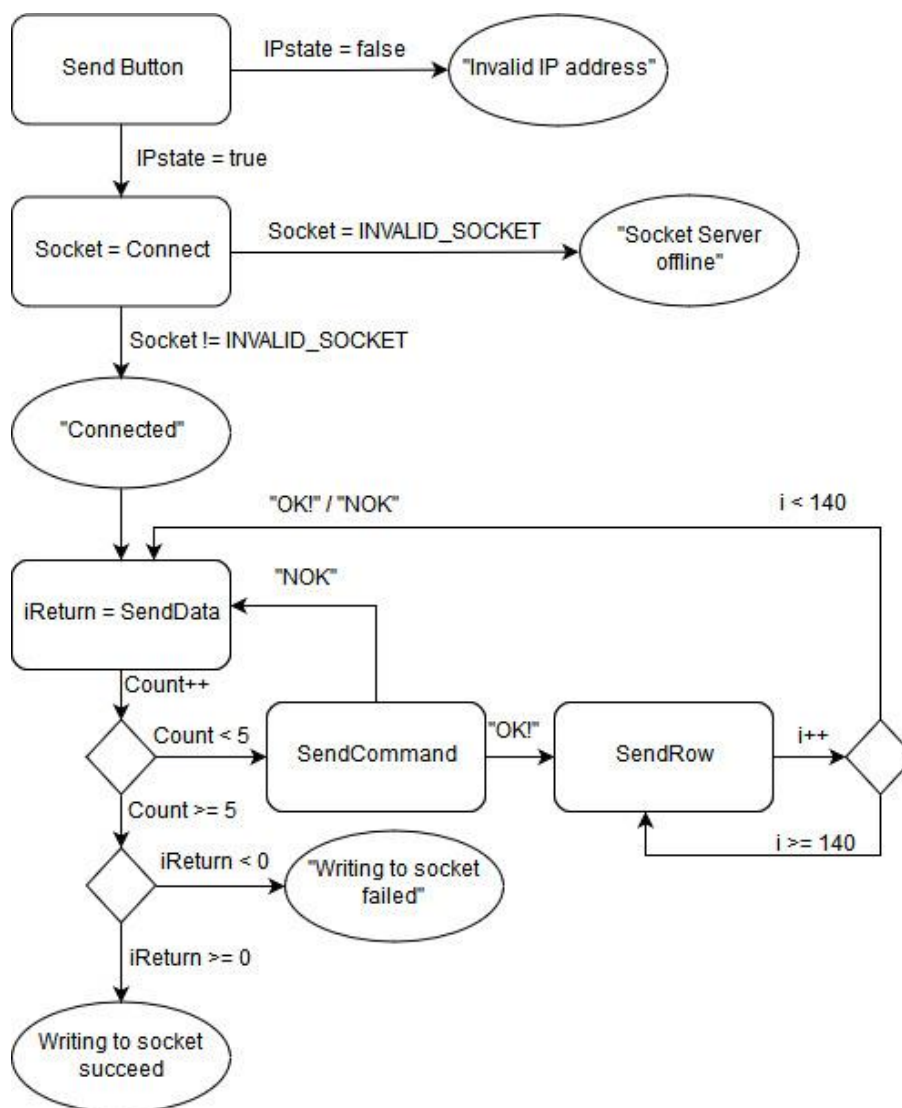 Send Button
IPstate = false
"Invalid IP address"
IPstate = true
Socket = Connect
Socket = INVALID_SOCKET
"Socket Server
offline"
Socket != INVALID_SOCKET
"Connected"
"OK!" / "NOK"
i < 140
"NOK"
iReturn = SendData
Count++
Count < 5
SendCommand
"OK!"
SendRow
i++
Count >= 5
i >= 140
iReturn < 0
"Writing to socket
failed"
iReturn >= 0
Writing to socket
succeed